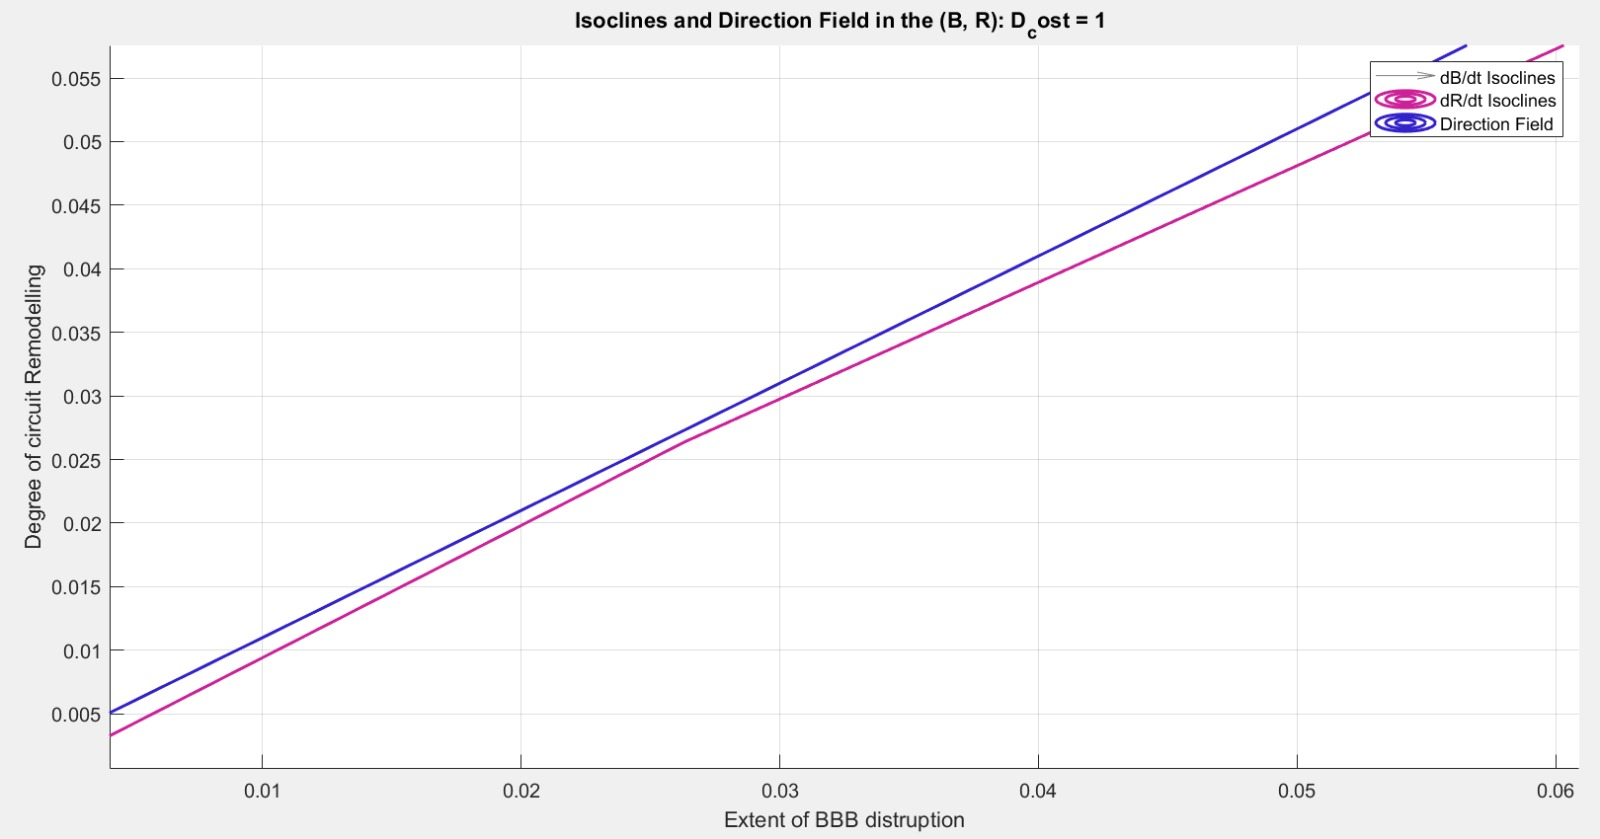 Isoclines and Direction Field in the (B, R): D_cost = 1
dB/dt Isoclines
dR/dt Isoclines
Direction Field
Degree of circuit Remodelling
0.055
0.05
0.045
0.04
0.035
0.03
0.025
0.02
0.015
0.01
0.005
0.01 0.02 0.03 0.04 0.05 0.06
Extent of BBB distruption